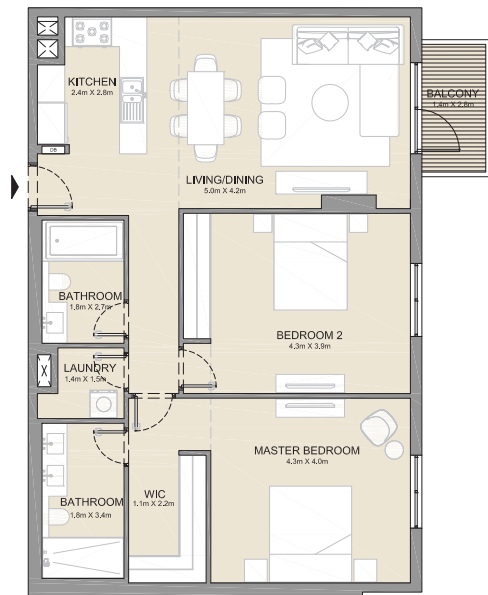 KITCHEN
2.4m X 2.8m
BALCONY
1.4m X 2.8m
DB
LIVING/DINING
5.0m X 4.2m
BATHROOM
1.8m X 2.7m
BEDROOM 2
4.3m X 3.9m
LAUNDRY
1.4m X 1.5m
MASTER BEDROOM
4.3m X 4.0m
BATHROOM
1.8m X 3.4m
WIC
1.1m X 2.2m